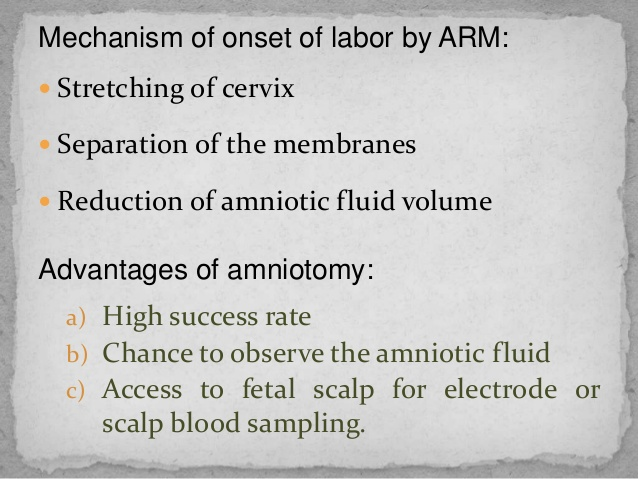 Mechanism of onset of labor by ARM:
• Stretching of cervix
• Separation of the membranes
• Reduction of amniotic fluid volume
Advantages of amniotomy:
a) High success rate
b) Chance to observe the amniotic fluid
c) Access to fetal scalp for electrode or
scalp blood sampling.